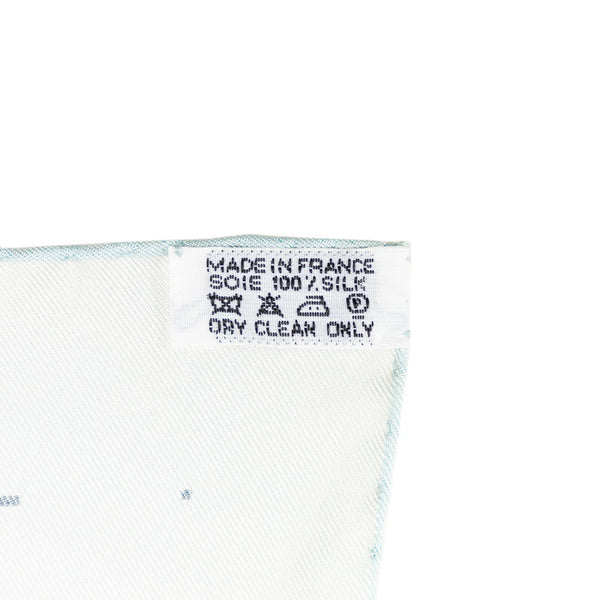 MADE IN FRANCE
SOIE 100% SILK
P
DRY CLEAN ONLY